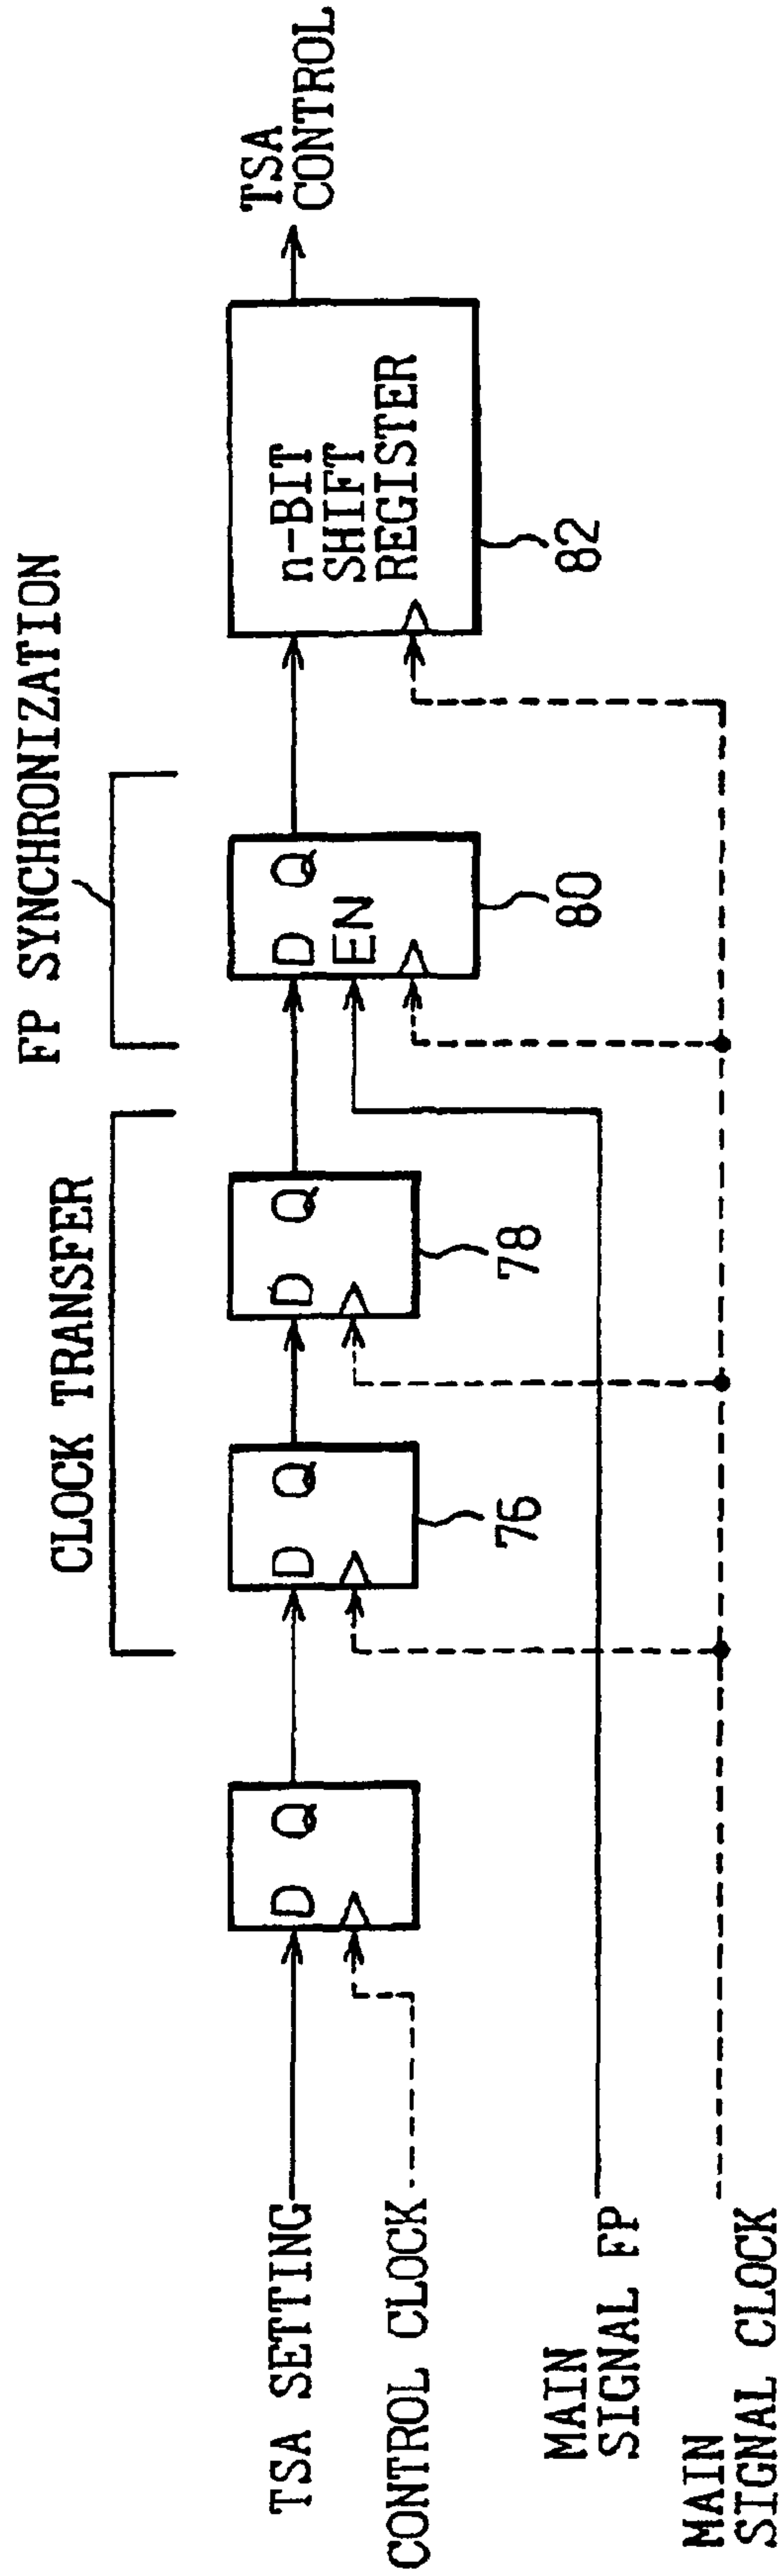 FP SYNCHRONIZATION
CLOCK TRANSFER
TSA SETTING
D Q
D Q
D Q
D Q
EN
n-BIT
SHIFT
REGISTER
TSA
CONTROL
CONTROL CLOCK
76
78
80
82
MAIN
SIGNAL FP
MAIN
SIGNAL CLOCK